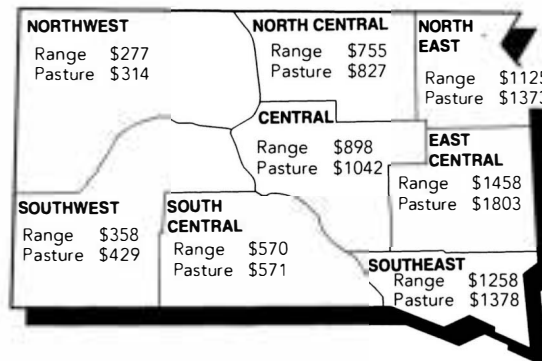 NORTHWEST
Range $277
Pasture $314
NORTH CENTRAL
Range $755
Pasture $827
NORTH
EAST
Range $1125
Pasture $1373
CENTRAL
Range $898
Pasture $1042
EAST
CENTRAL
Range $1458
Pasture $1803
SOUTHWEST
Range $358
Pasture $429
SOUTH
CENTRAL
Range $570
Pasture $571
SOUTHEAST
Range $1258
Pasture $1378